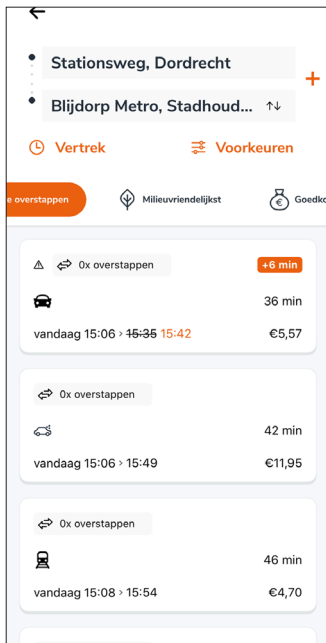 Stationsweg, Dordrecht
+
Blijdorp Metro, Stadhoud...
Vertrek Voorkeuren
e overstappen Milieuvriendelijkst Goedko
0x overstappen +6 min
36 min
vandaag 15:06 > 15:35 15:42 €5,57
0x overstappen
42 min
vandaag 15:06 > 15:49 €11,95
0x overstappen
46 min
vandaag 15:08 > 15:54 €4,70